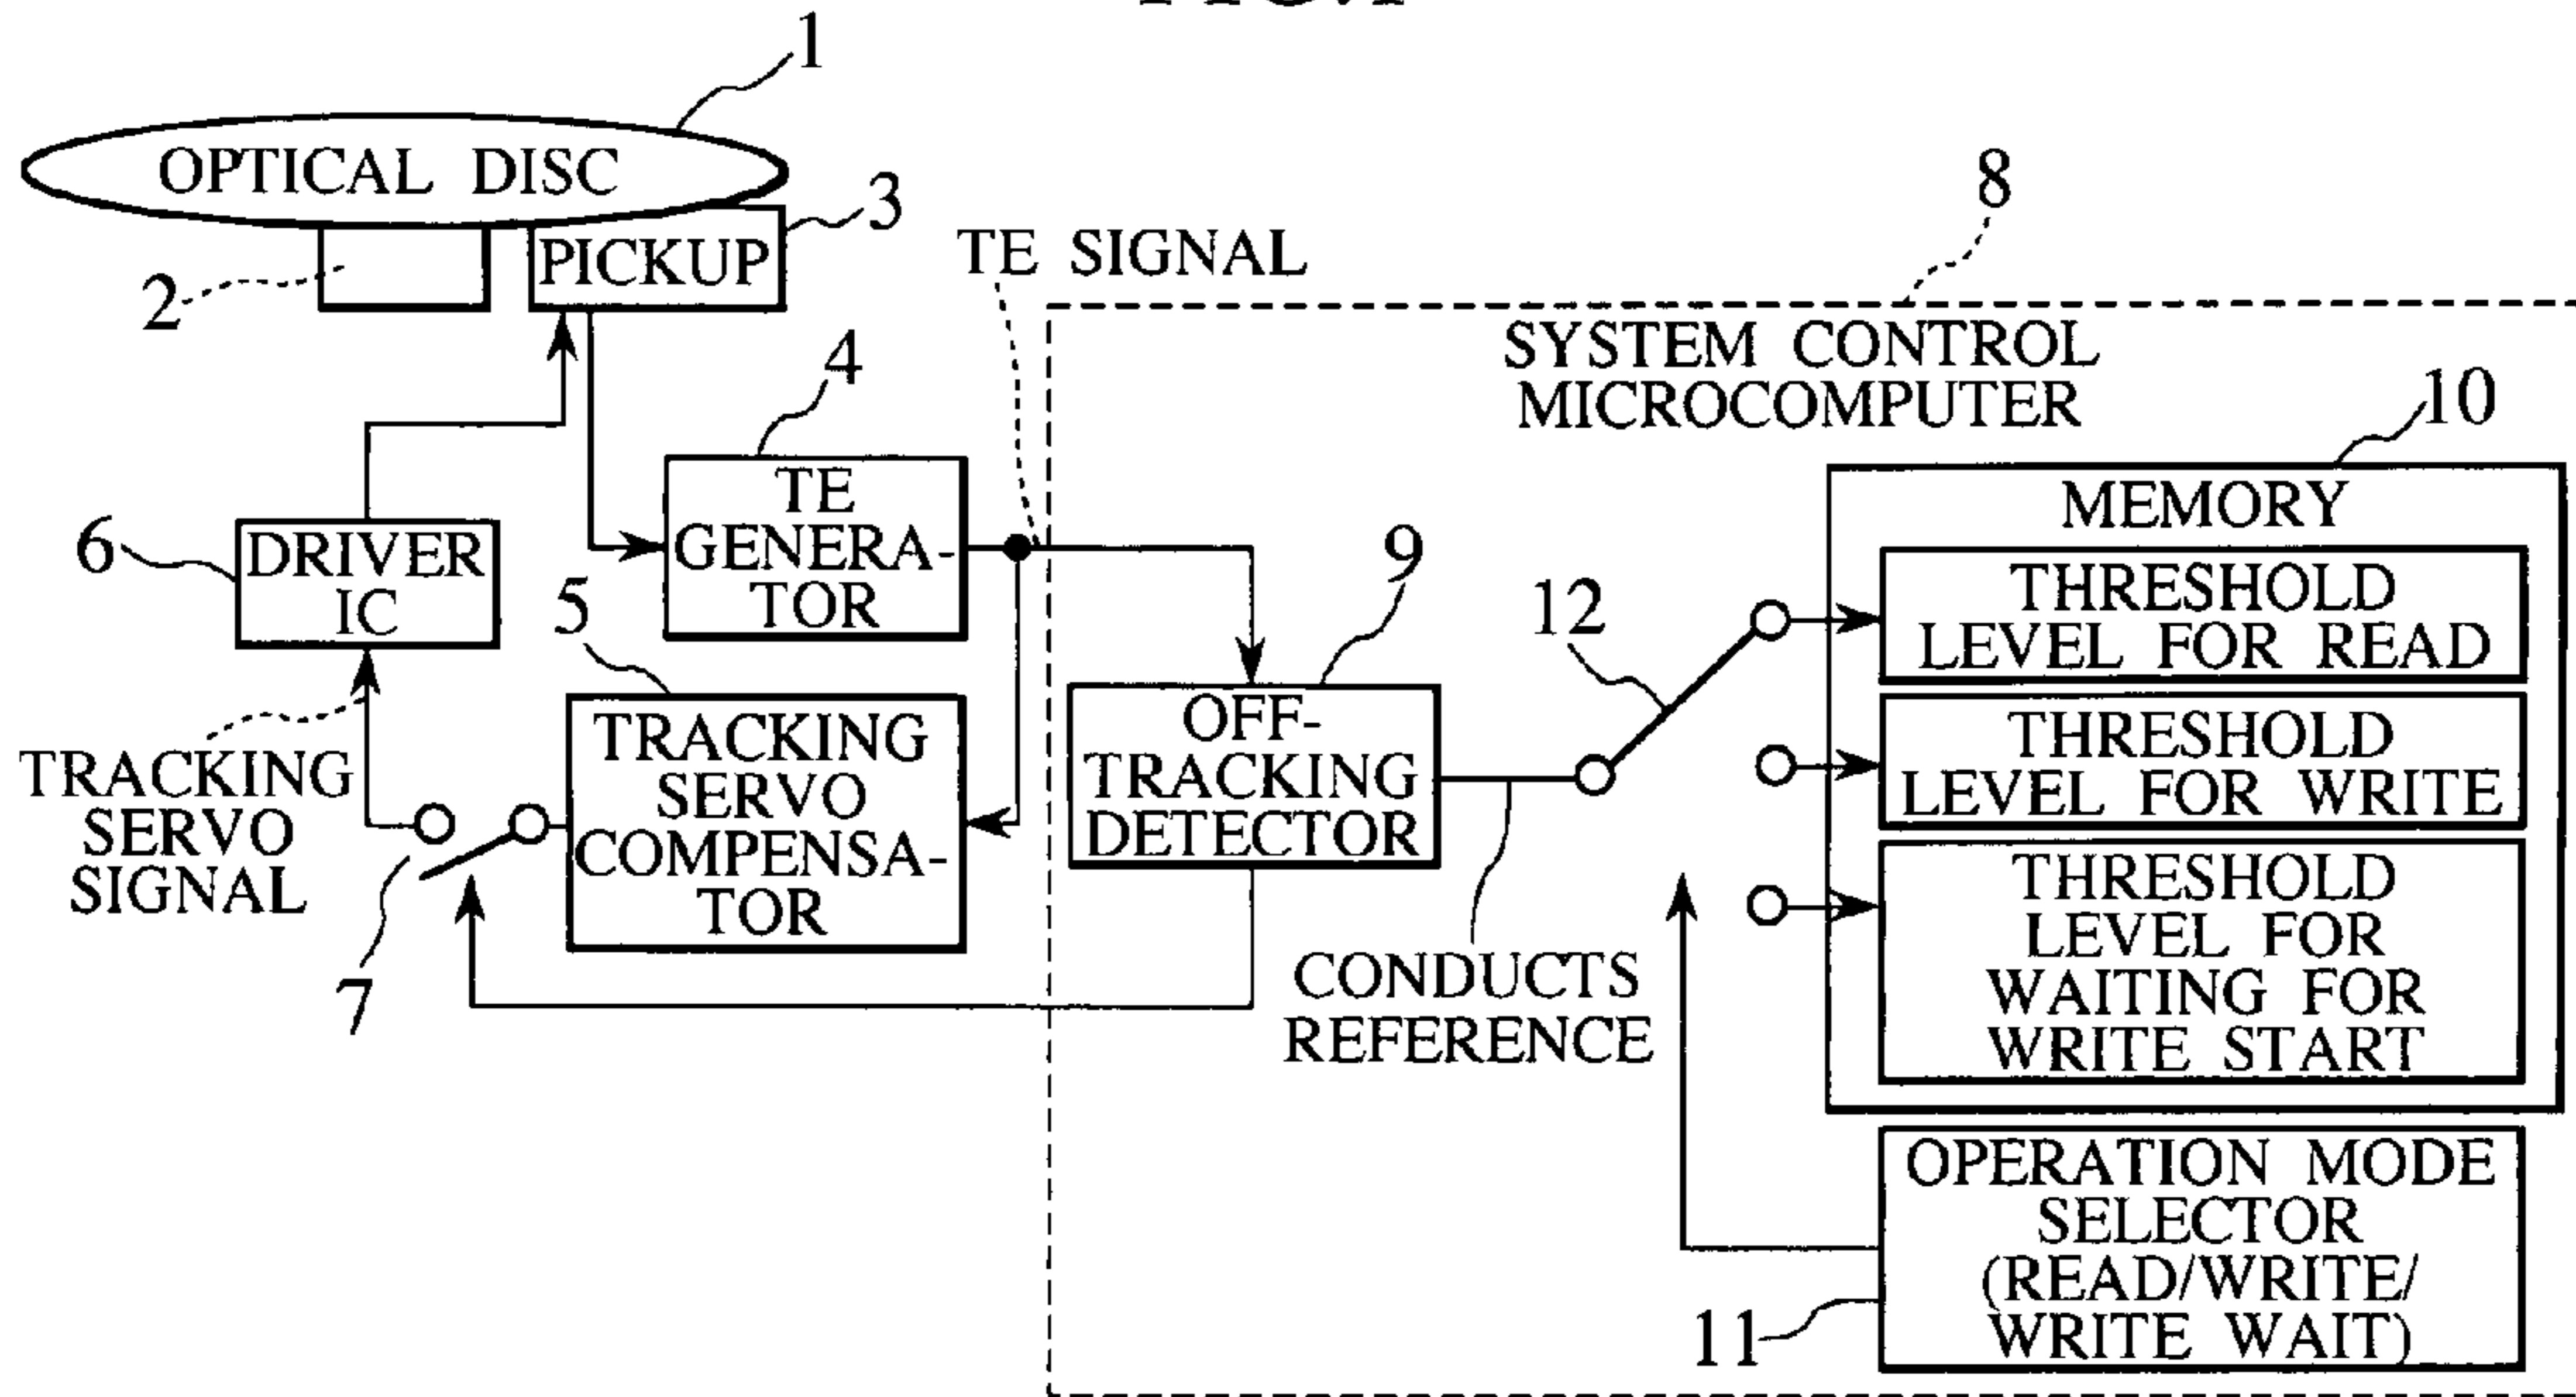 1
OPTICAL DISC
3
PICKUP
2
TE SIGNAL
8
SYSTEM CONTROL
MICROCOMPUTER
4
TE
GENERA-
TOR
10
MEMORY
6
DRIVER
IC
5
9
12
THRESHOLD
LEVEL FOR READ
THRESHOLD
LEVEL FOR WRITE
THRESHOLD
LEVEL FOR
WAITING FOR
WRITE START
TRACKING
SERVO
COMPENSA-
TOR
OFF-
TRACKING
DETECTOR
TRACKING
SERVO
SIGNAL
7
CONDUCTS
REFERENCE
OPERATION MODE
SELECTOR
(READ/WRITE/
WRITE WAIT)
11